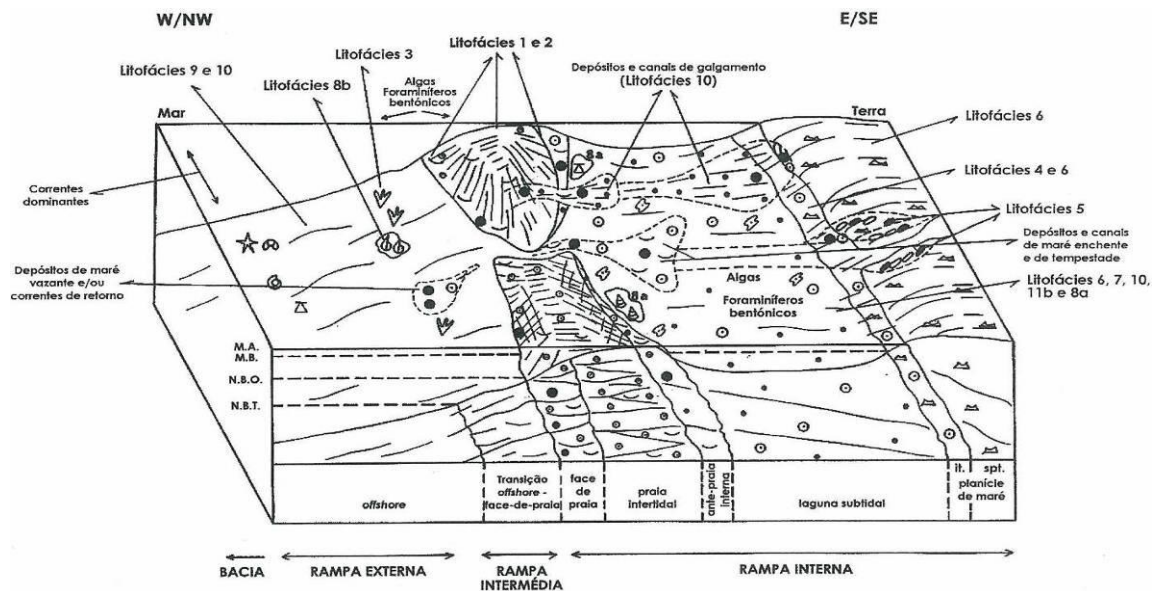 W/NW
E/SE
Litofácies 1 e 2
Litofácies 3
Depósitos e canais de galgamento
(Litofácies 10)
Litofácies 9 e 10
Algas
Foraminíferos
bentónicos
Litofácies 8b
Mar
Terra
Litofácies 6
8a
Litofácies 4 e 6
Correntes
dominantes
Litofácies 5
Depósitos e canais
de maré enchente
e de tempestade
Depósitos de maré
vazante e/ou
correntes de retorno
Algas
Foraminíferos
bentónicos
8a
Litofácies 6, 7, 10,
11b e 8a
M.A.
M.B.
N.B.O.
N.B.T.
offshore
Transição
offshore -
face-de-praia
face
de
praia
praia
intertidal
ante-praia
interna
laguna subtidal
it. spt.
planície
de maré
BACIA
RAMPA EXTERNA
RAMPA
INTERMÉDIA
RAMPA INTERNA